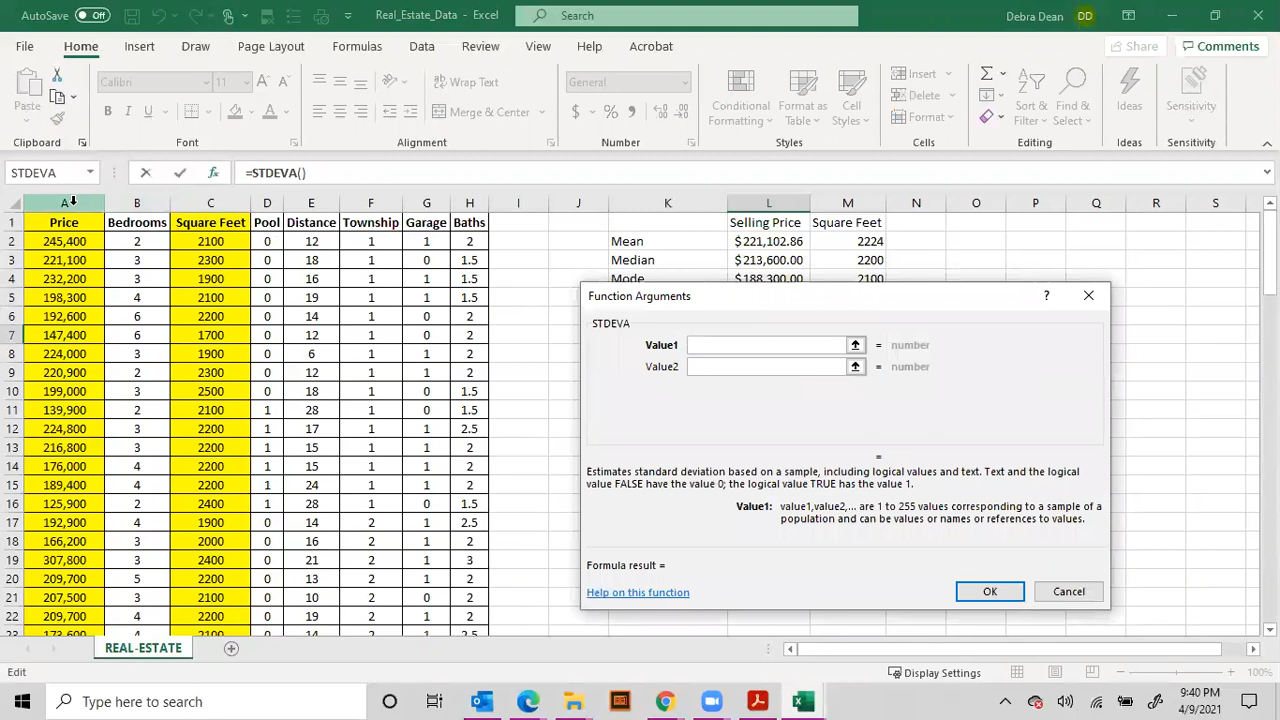 AutoSave Off Real_Estate_Data - Excel Search Debra Dean DD
File Home Insert Draw Page Layout Formulas Data Review View Help Acrobat Share Comments
Calibri 11 Wrap Text General Insert
Paste Conditional Format as Cell Delete Sort & Find & Ideas Sensitivity
B I U Merge & Center $ % , Formatting Table Styles Format Filter Select
Clipboard Font Alignment Number Styles Cells Editing Ideas Sensitivity
STDEVA fx =STDEVA()
A B C D E F G H I J K L M N O P Q R S
1 Price Bedrooms Square Feet Pool Distance Township Garage Baths Selling Price Square Feet
2 245,400 2 2100 0 12 1 1 2 Mean $221,102.86 2224
3 221,100 3 2300 0 18 1 0 1.5 Median $213,600.00 2200
4 232,200 3 1900 0 16 1 1 1.5 Mode $188,300.00 2100
5 198,300 4 2100 0 19 1 1 1.5
6 192,600 6 2200 0 14 1 0 2
7 147,400 6 1700 0 12 1 0 2
8 224,000 3 1900 0 6 1 1 2
9 220,900 2 2300 0 12 1 1 2
10 199,000 3 2500 0 18 1 0 1.5
11 139,900 2 2100 1 28 1 0 1.5
12 224,800 3 2200 1 17 1 1 2.5
13 216,800 3 2200 1 15 1 1 2
14 176,000 4 2200 1 15 1 1 2
15 189,400 4 2200 1 24 1 1 2
16 125,900 2 2400 1 28 1 0 1.5
17 192,900 4 1900 0 14 2 1 2.5
18 166,200 3 2000 0 16 2 1 2
19 307,800 3 2400 0 21 2 1 3
20 209,700 5 2200 0 13 2 1 2
21 207,500 3 2100 0 10 2 0 2
22 209,700 4 2200 0 19 2 1 2
23 173,600 4 2100 0 14 2 1 2.5
Function Arguments ?
STDEVA
Value1 = number
Value2 = number
=
Estimates standard deviation based on a sample, including logical values and text. Text and the logical
value FALSE have the value 0; the logical value TRUE has the value 1.
Value1: value1,value2,... are 1 to 255 values corresponding to a sample of a
population and can be values or names or references to values.
Formula result =
Help on this function OK Cancel
REAL-ESTATE
Edit Display Settings 100%
Type here to search 9:40 PM
4/9/2021